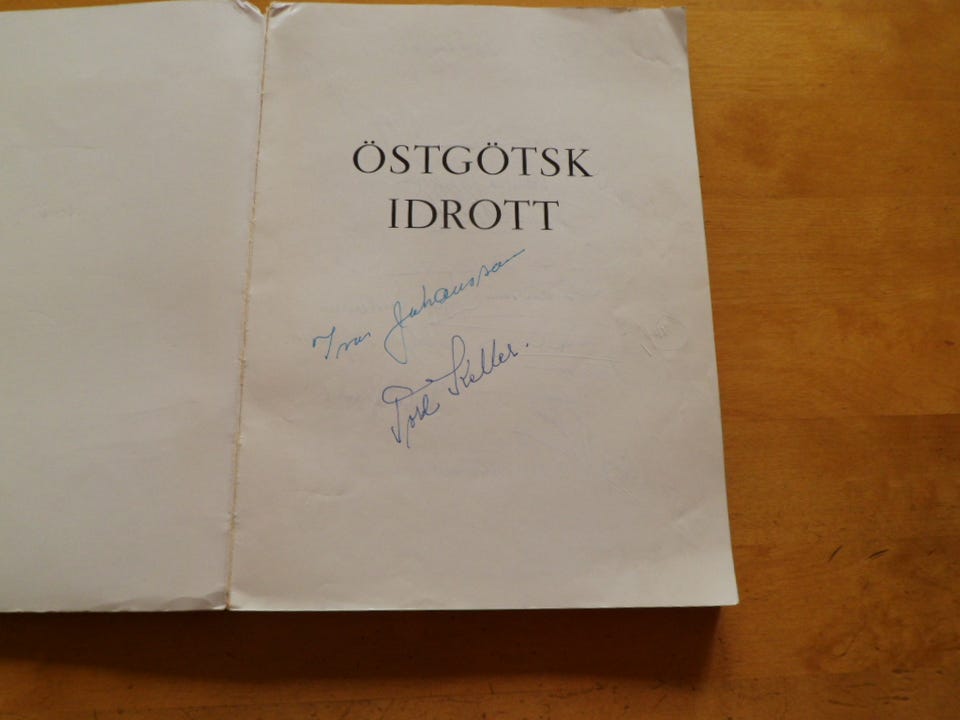 ÖSTGÖTSK
IDROTT
Ivar Johansson
Tore Keller.